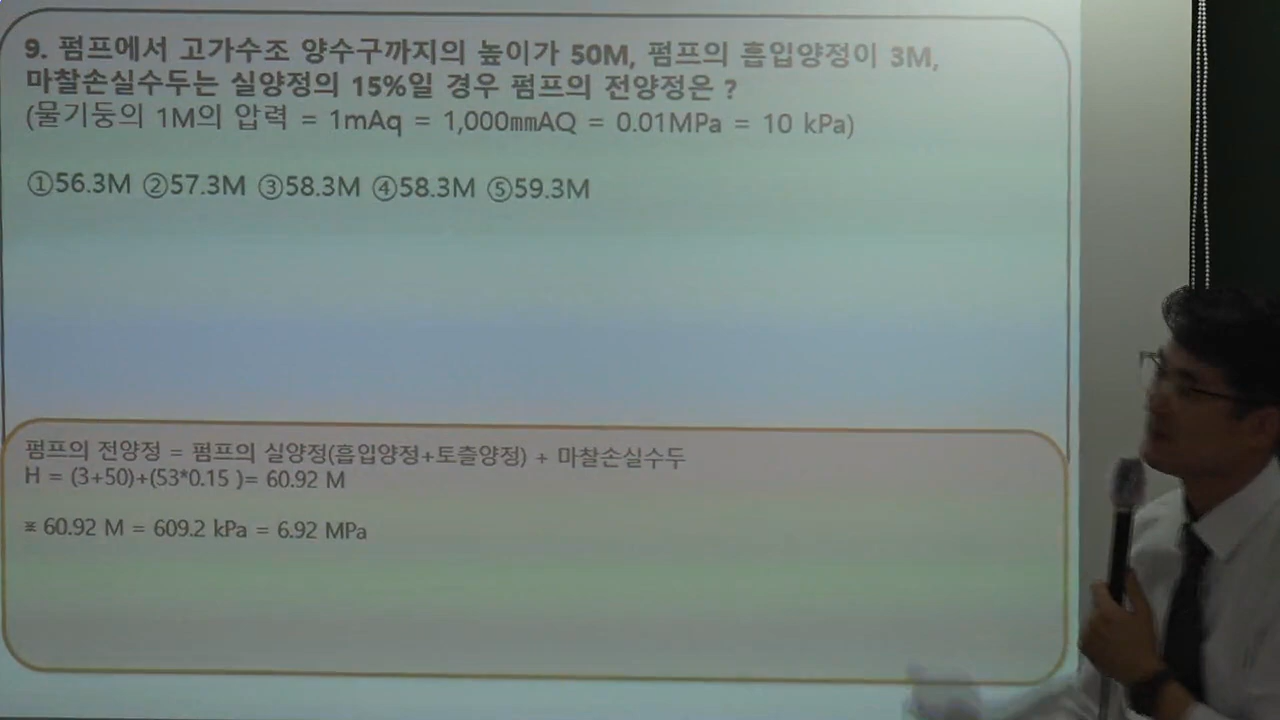 9. 펌프에서 고가수조 양수구까지의 높이가 50M, 펌프의 흡입양정이 3M,
마찰손실수두는 실양정의 15%일 경우 펌프의 전양정은 ?
(물기둥의 1M의 압력 = 1mAq = 1,000㎜AQ = 0.01MPa = 10 kPa)
①56.3M ②57.3M ③58.3M ④58.3M ⑤59.3M
펌프의 전양정 = 펌프의 실양정(흡입양정+토출양정) + 마찰손실수두
H = (3+50)+(53*0.15 )= 60.92 M
※ 60.92 M = 609.2 kPa = 6.92 MPa